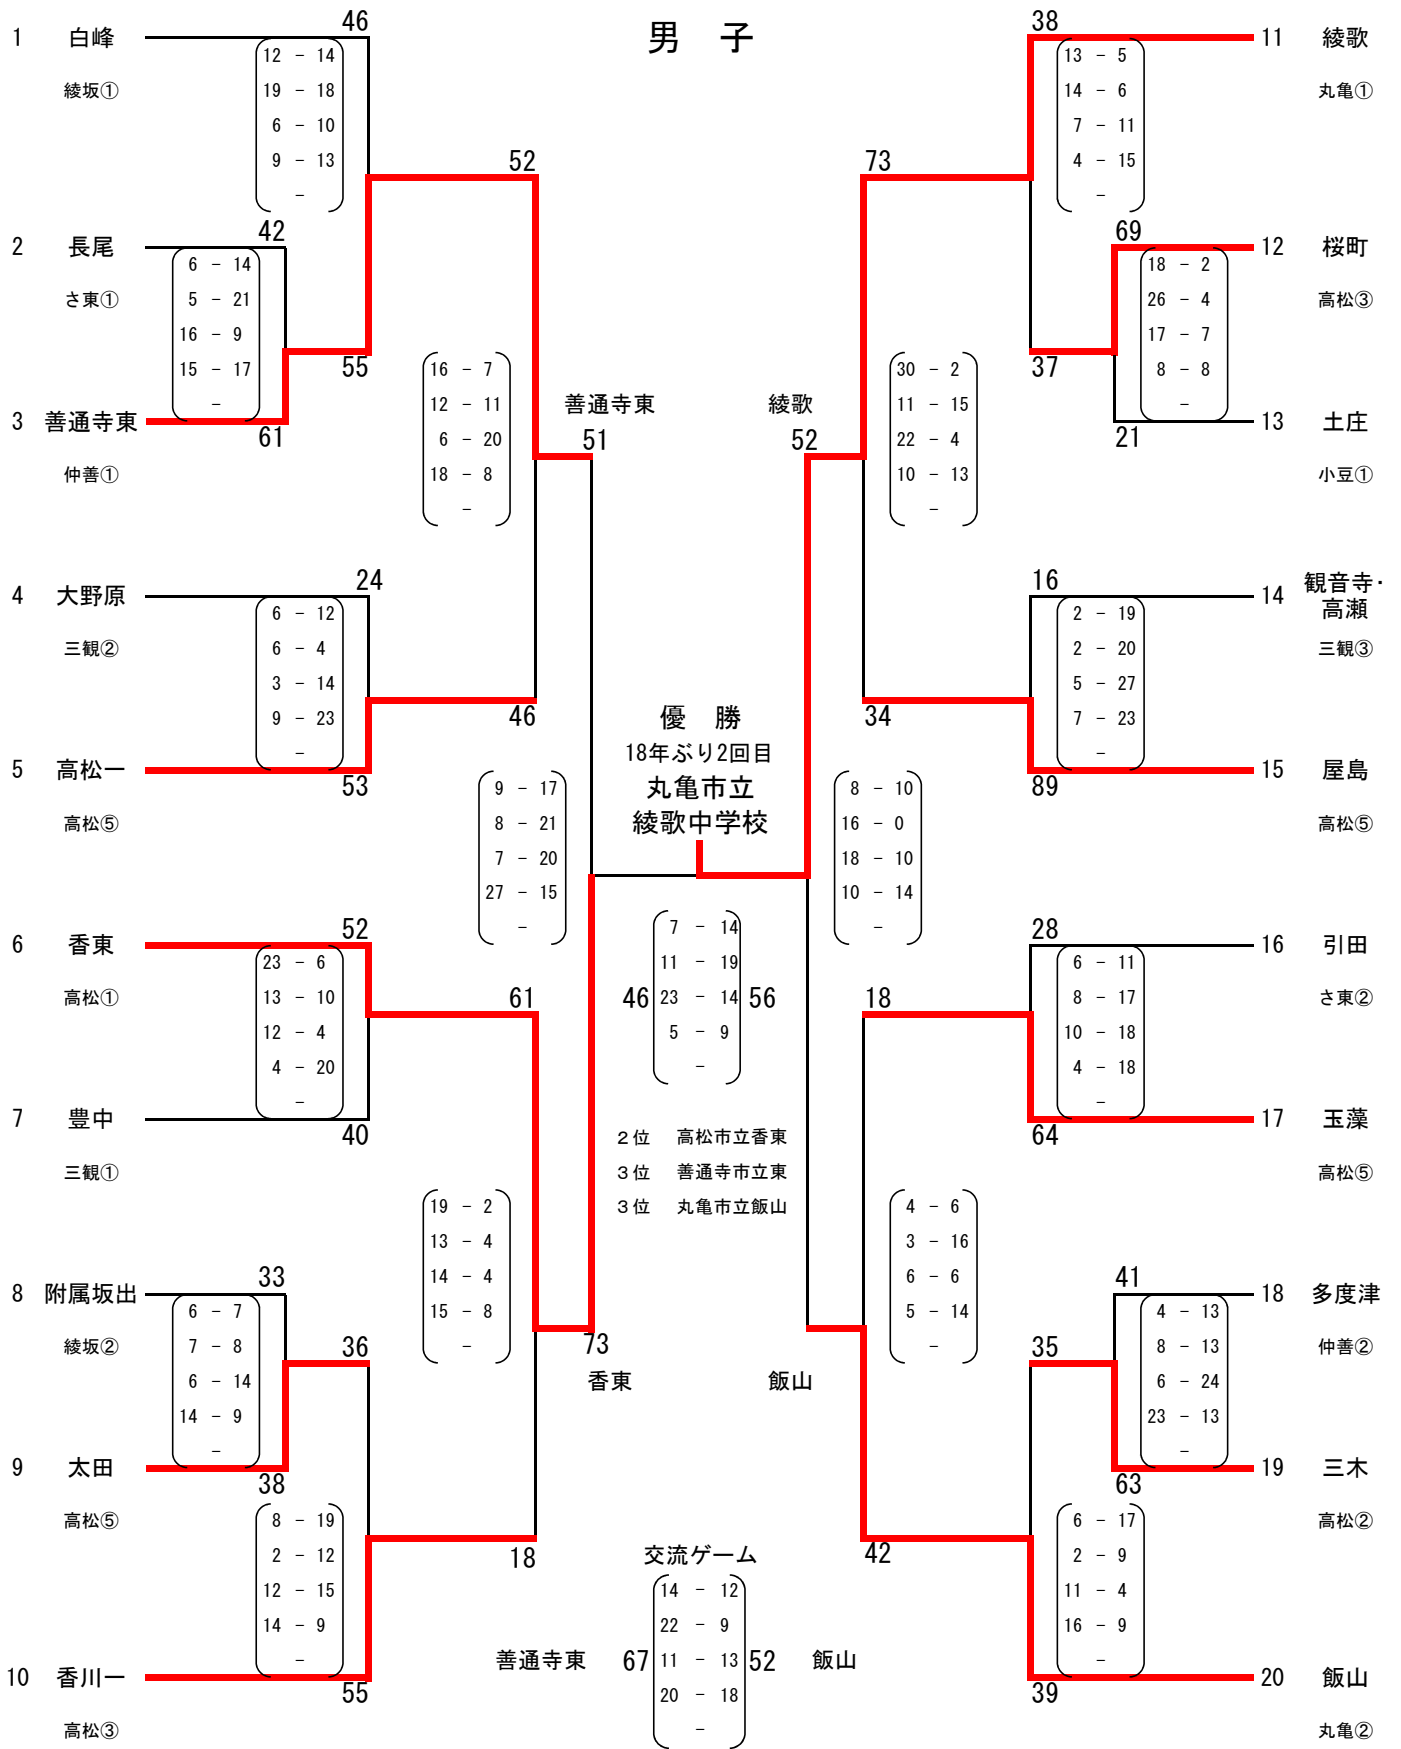 男　子
46
1 白峰
12 - 14
綾坂① 19 - 18
6 - 10
9 - 13
-
52
42
2 長尾
6 - 14
さ東① 5 - 21
16 - 9
15 - 17
-
55
3 善通寺東
61
仲善①
16 - 7
12 - 11
6 - 20
18 - 8
-
善通寺東
51
24
4 大野原
6 - 12
三観② 6 - 4
3 - 14
9 - 23
-
46
5 高松一
53
高松⑤
9 - 17
8 - 21
7 - 20
27 - 15
-
52
6 香東
23 - 6
高松① 13 - 10
12 - 4
4 - 20
-
61
7 豊中
40
三観①
19 - 2
13 - 4
14 - 4
15 - 8
-
73
香東
33
8 附属坂出
6 - 7
綾坂② 7 - 8
6 - 14
14 - 9
-
36
9 太田
38
高松⑤
8 - 19
2 - 12
12 - 15
14 - 9
-
18
10 香川一
55
高松③
優　勝
18年ぶり2回目
丸亀市立
綾歌中学校
7 - 14
11 - 19
46 23 - 14 56
5 - 9
-
２位 高松市立香東
３位 善通寺市立東
３位 丸亀市立飯山
交流ゲーム
14 - 12
22 - 9
善通寺東 67 11 - 13 52 飯山
20 - 18
-
38
11 綾歌
13 - 5
14 - 6 丸亀①
7 - 11
4 - 15
-
73
69
12 桜町
18 - 2
26 - 4 高松③
17 - 7
8 - 8
-
37
13 土庄
21
小豆①
30 - 2
11 - 15
22 - 4
10 - 13
-
綾歌
52
16
14 観音寺・
高瀬
2 - 19
2 - 20 三観③
5 - 27
7 - 23
-
34
15 屋島
89
高松⑤
8 - 10
16 - 0
18 - 10
10 - 14
-
28
16 引田
6 - 11
8 - 17 さ東②
10 - 18
4 - 18
-
18
17 玉藻
64
高松⑤
4 - 6
3 - 16
6 - 6
5 - 14
-
飯山
41
18 多度津
4 - 13
8 - 13 仲善②
6 - 24
23 - 13
-
35
19 三木
63
高松②
6 - 17
2 - 9
11 - 4
16 - 9
-
42
20 飯山
39
丸亀②